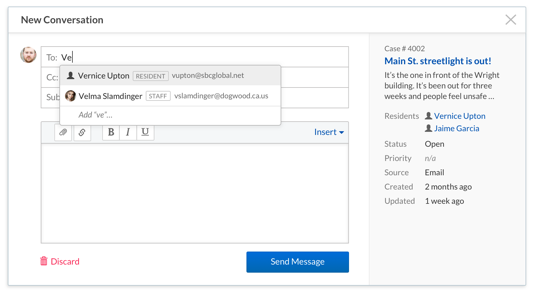 New Conversation
To: Ve
Cc:
Vernice Upton RESIDENT vupton@sbcglobal.net
Sub
Velma Slamdinger STAFF vslamdinger@dogwood.ca.us
Add "ve"...
B I U
Insert
Discard
Send Message
Case # 4002
Main St. streetlight is out!
It's the one in front of the Wright
building. It's been out for three
weeks and people feel unsafe ...
Residents Vernice Upton
Jaime Garcia
Status Open
Priority n/a
Source Email
Created 2 months ago
Updated 1 week ago